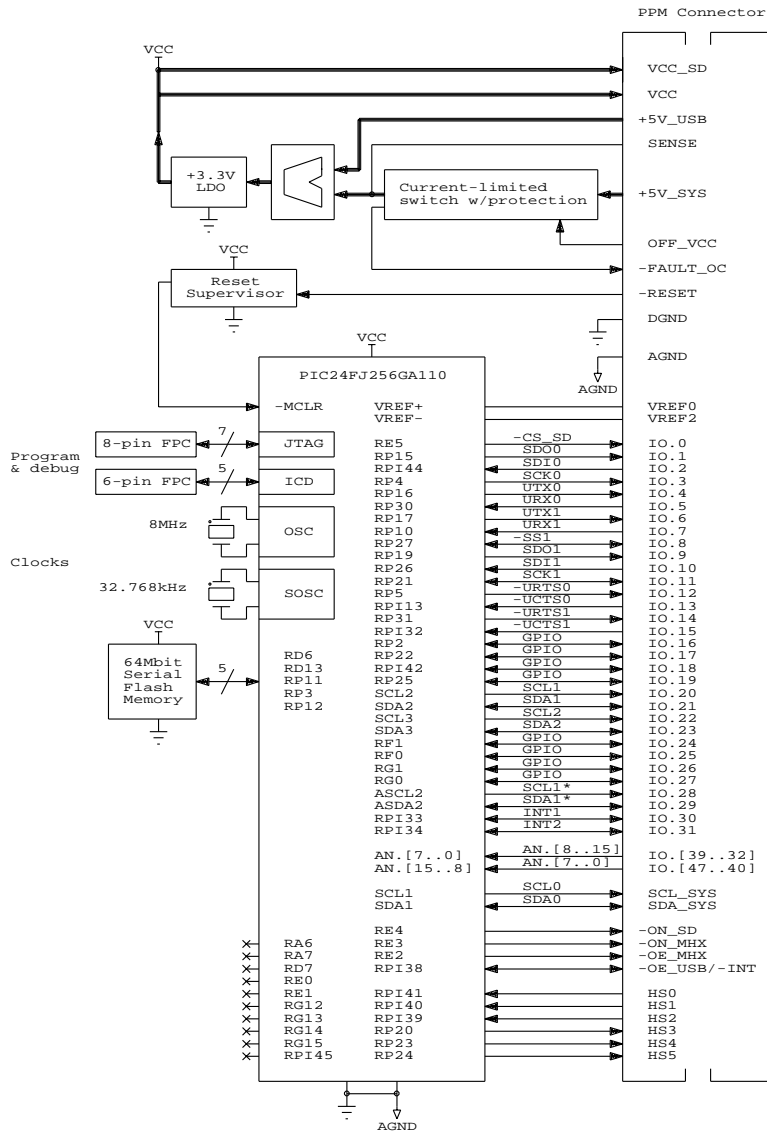 PPM Connector
VCC
VCC_SD
VCC
+5V_USB
SENSE
+3.3V
LDO
Current-limited
switch w/protection
+5V_SYS
OFF_VCC
-FAULT_OC
VCC
Reset
Supervisor
-RESET
DGND
VCC
AGND
AGND
PIC24FJ256GA110
-MCLR VREF+ VREF0
VREF- VREF2
Program
& debug
8-pin FPC 7 JTAG
6-pin FPC 5 ICD
Clocks
8MHz OSC
32.768kHz SOSC
VCC
64Mbit
Serial
Flash
Memory
5
RD6
RD13
RP11
RP3
RP12
RE5 -CS_SD IO.0
RP15 SDO0 IO.1
RPI44 SDI0 IO.2
RP4 SCK0 IO.3
RP16 UTX0 IO.4
RP30 URX0 IO.5
RP17 UTX1 IO.6
RP10 URX1 IO.7
RP27 -SS1 IO.8
RP19 SDO1 IO.9
RP26 SDI1 IO.10
RP21 SCK1 IO.11
RP5 -URTS0 IO.12
RPI13 -UCTS0 IO.13
RP31 -URTS1 IO.14
RPI32 -UCTS1 IO.15
RP2 GPIO IO.16
RP22 GPIO IO.17
RPI42 GPIO IO.18
RP25 GPIO IO.19
SCL2 SCL1 IO.20
SDA2 SDA1 IO.21
SCL3 SCL2 IO.22
SDA3 SDA2 IO.23
RF1 GPIO IO.24
RF0 GPIO IO.25
RG1 GPIO IO.26
RG0 GPIO IO.27
ASCL2 SCL1* IO.28
ASDA2 SDA1* IO.29
RPI33 INT1 IO.30
RPI34 INT2 IO.31
AN.[7..0] AN.[8..15] IO.[39..32]
AN.[15..8] AN.[7..0] IO.[47..40]
SCL1 SCL0 SCL_SYS
SDA1 SDA0 SDA_SYS
RE4 -ON_SD
RA6 RE3 -ON_MHX
RA7 RE2 -OE_MHX
RD7 RPI38 -OE_USB/-INT
RE0
RE1 RPI41 HS0
RG12 RPI40 HS1
RG13 RPI39 HS2
RG14 RP20 HS3
RG15 RP23 HS4
RPI45 RP24 HS5
AGND